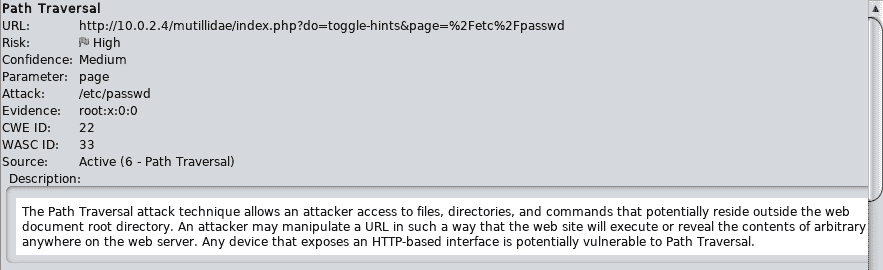 Path Traversal
URL: http://10.0.2.4/mutillidae/index.php?do=toggle-hints&page=%2Fetc%2Fpasswd
Risk: High
Confidence: Medium
Parameter: page
Attack: /etc/passwd
Evidence: root:x:0:0
CWE ID: 22
WASC ID: 33
Source: Active (6 - Path Traversal)
Description:
The Path Traversal attack technique allows an attacker access to files, directories, and commands that potentially reside outside the web
document root directory. An attacker may manipulate a URL in such a way that the web site will execute or reveal the contents of arbitrary
anywhere on the web server. Any device that exposes an HTTP-based interface is potentially vulnerable to Path Traversal.